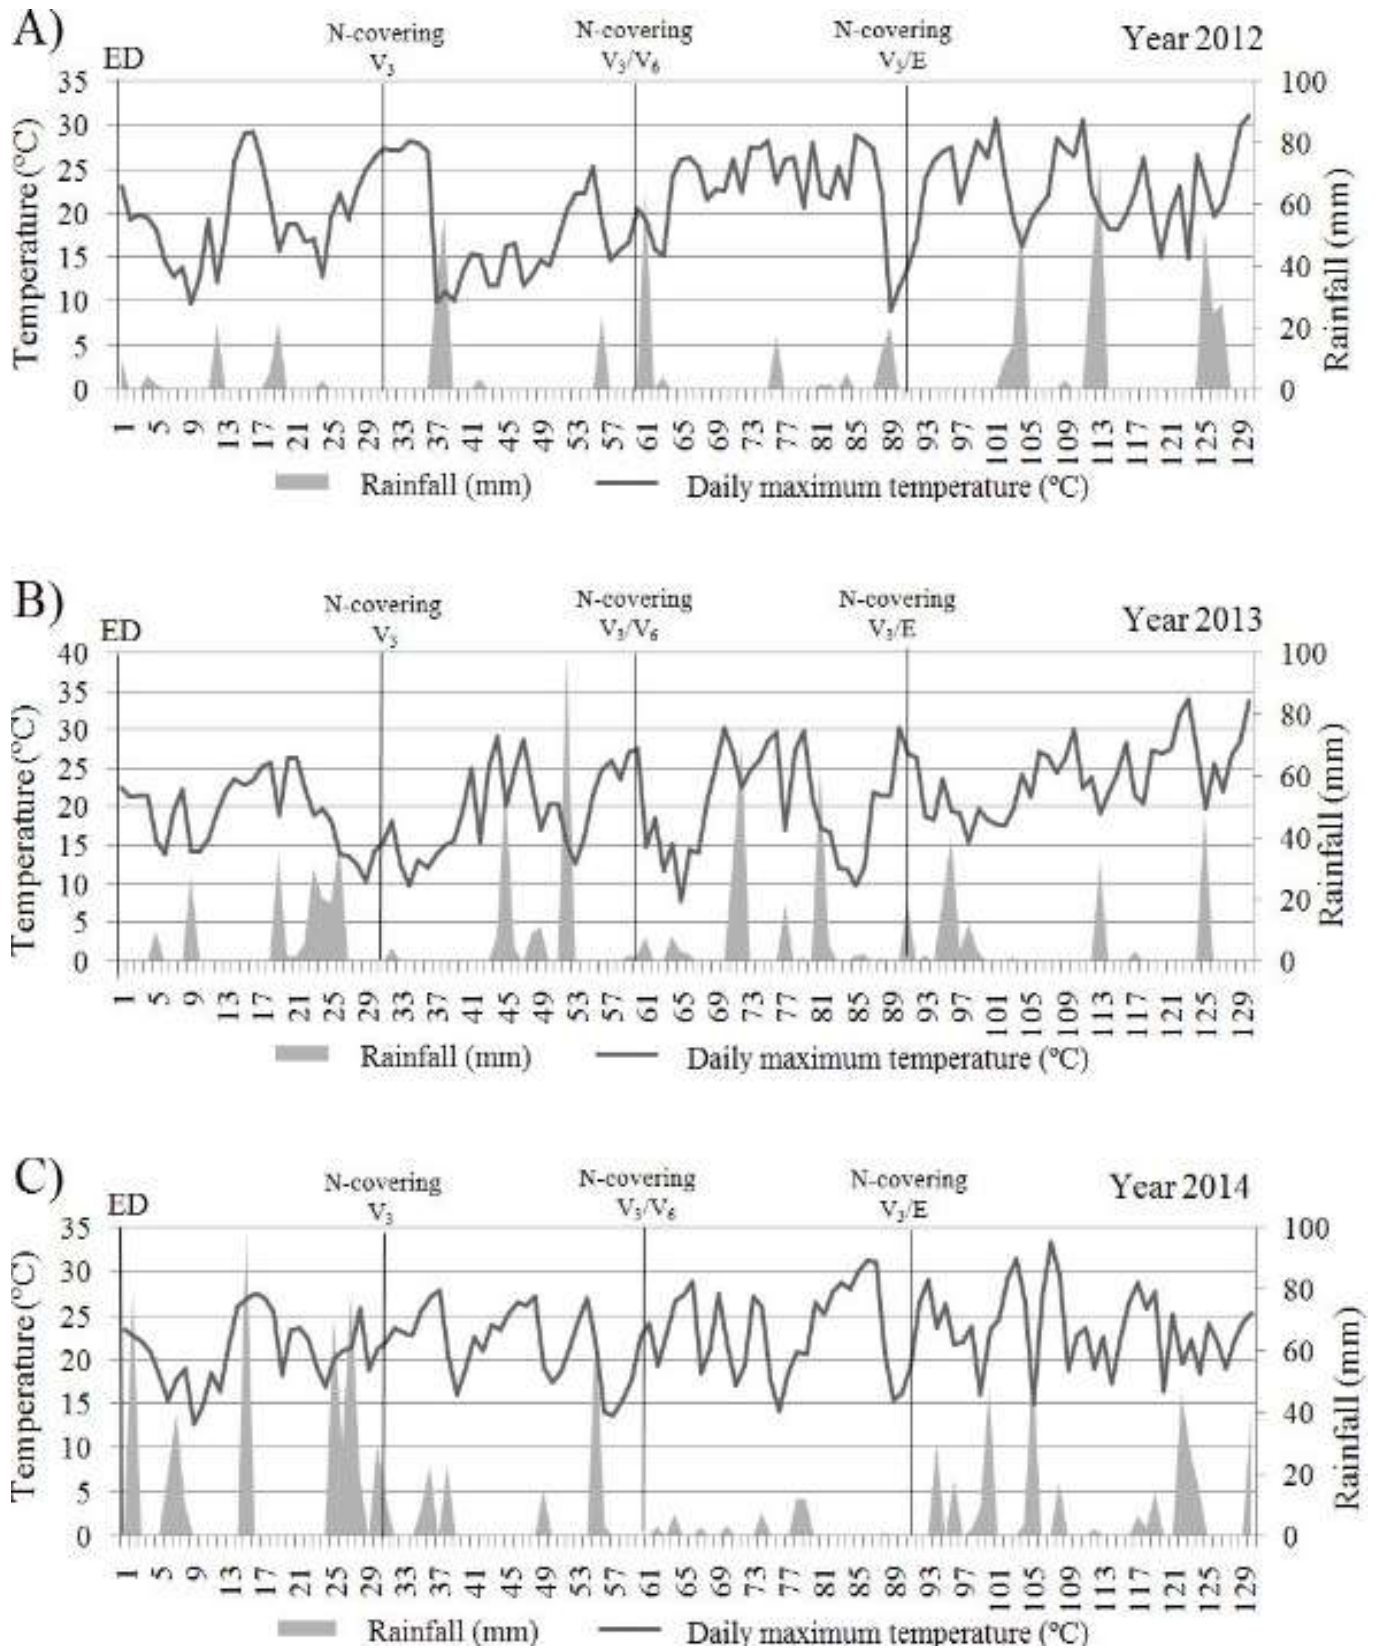 A)
N-covering N-covering N-covering
ED V3 V3/V6 V3/E Year 2012
35 30 25 20 15 10 5 0
Temperature (ºC)
100 80 60 40 20 0
Rainfall (mm)
1 5 9 13 17 21 25 29 33 37 41 45 49 53 57 61 65 69 73 77 81 85 89 93 97 101 105 109 113 117 121 125 129
Rainfall (mm) Daily maximum temperature (ºC)
B)
N-covering N-covering N-covering
ED V3 V3/V6 V3/E Year 2013
40 35 30 25 20 15 10 5 0
Temperature (ºC)
100 80 60 40 20 0
Rainfall (mm)
1 5 9 13 17 21 25 29 33 37 41 45 49 53 57 61 65 69 73 77 81 85 89 93 97 101 105 109 113 117 121 125 129
Rainfall (mm) Daily maximum temperature (ºC)
C)
N-covering N-covering N-covering
ED V3 V3/V6 V3/E Year 2014
35 30 25 20 15 10 5 0
Temperature (ºC)
100 80 60 40 20 0
Rainfall (mm)
1 5 9 13 17 21 25 29 33 37 41 45 49 53 57 61 65 69 73 77 81 85 89 93 97 101 105 109 113 117 121 125 129
Rainfall (mm) Daily maximum temperature (ºC)